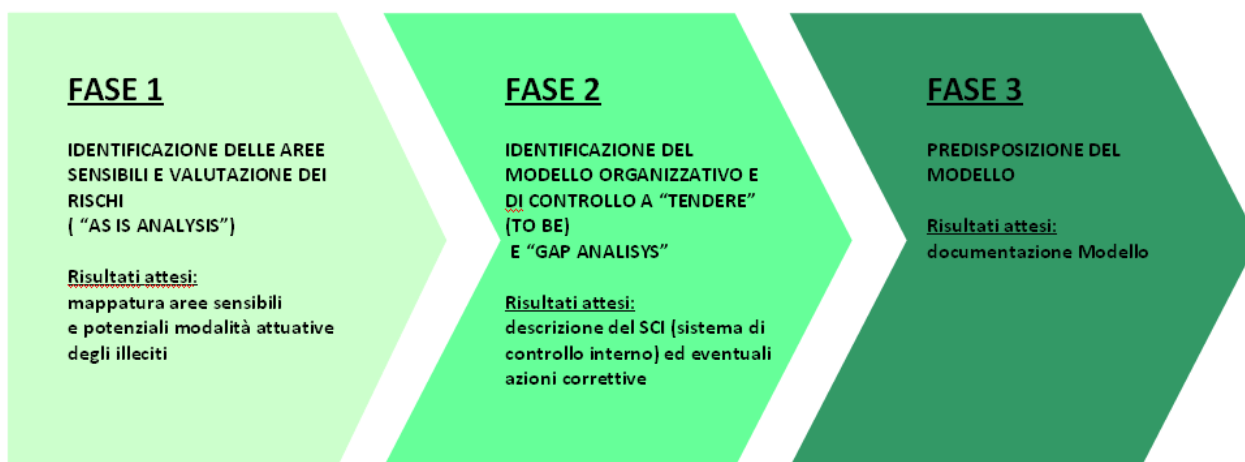 FASE 1
IDENTIFICAZIONE DELLE AREE
SENSIBILI E VALUTAZIONE DEI
RISCHI
( “AS IS ANALYSIS”)
Risultati attesi:
mappatura aree sensibili
e potenziali modalità attuative
degli illeciti
FASE 2
IDENTIFICAZIONE DEL
MODELLO ORGANIZZATIVO E
DI CONTROLLO A “TENDERE”
(TO BE)
E “GAP ANALISYS”
Risultati attesi:
descrizione del SCI (sistema di
controllo interno) ed eventuali
azioni correttive
FASE 3
PREDISPOSIZIONE DEL
MODELLO
Risultati attesi:
documentazione Modello